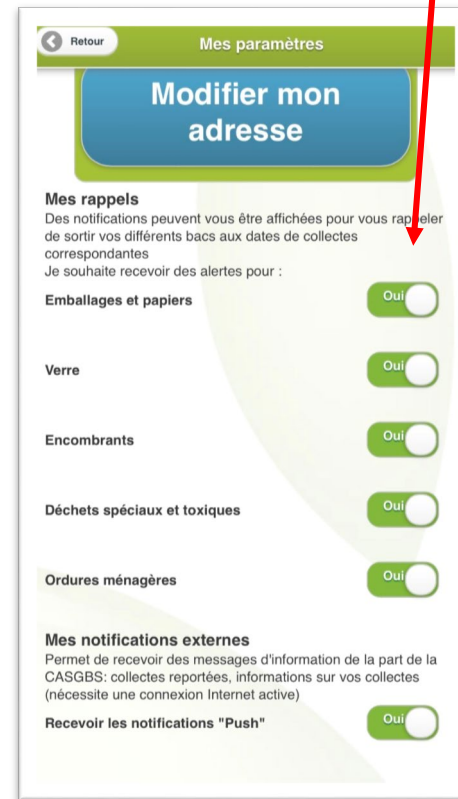 Retour
Mes paramètres
Modifier mon
adresse
Mes rappels
Des notifications peuvent vous être affichées pour vous rappeler
de sortir vos différents bacs aux dates de collectes
correspondantes
Je souhaite recevoir des alertes pour :
Emballages et papiers
Oui
Verre
Oui
Encombrants
Oui
Déchets spéciaux et toxiques
Oui
Ordures ménagères
Oui
Mes notifications externes
Permet de recevoir des messages d'information de la part de la
CASGBS: collectes reportées, informations sur vos collectes
(nécessite une connexion Internet active)
Recevoir les notifications "Push"
Oui